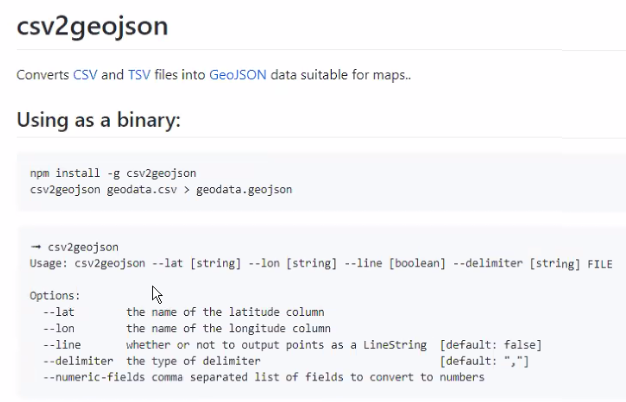 csv2geojson
Converts CSV and TSV files into GeoJSON data suitable for maps..
Using as a binary:
npm install -g csv2geojson
csv2geojson geodata.csv > geodata.geojson
→ csv2geojson
Usage: csv2geojson --lat [string] --lon [string] --line [boolean] --delimiter [string] FILE
Options:
--lat the name of the latitude column
--lon the name of the longitude column
--line whether or not to output points as a LineString [default: false]
--delimiter the type of delimiter [default: ","]
--numeric-fields comma separated list of fields to convert to numbers